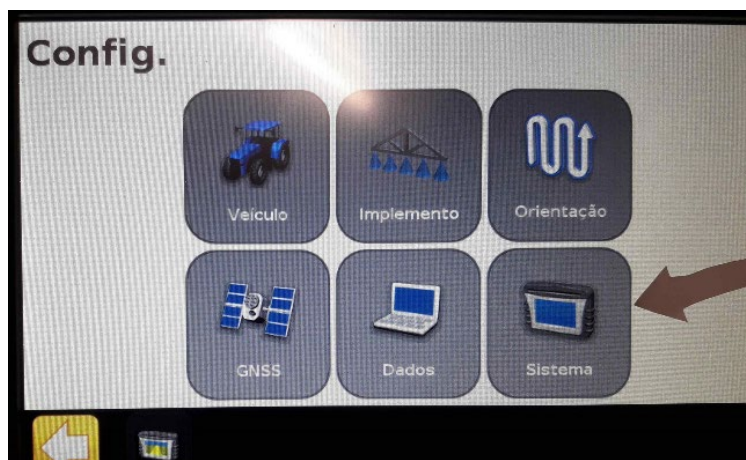 Config.
Veículo
Implemento
Orientação
GNSS
Dados
Sistema